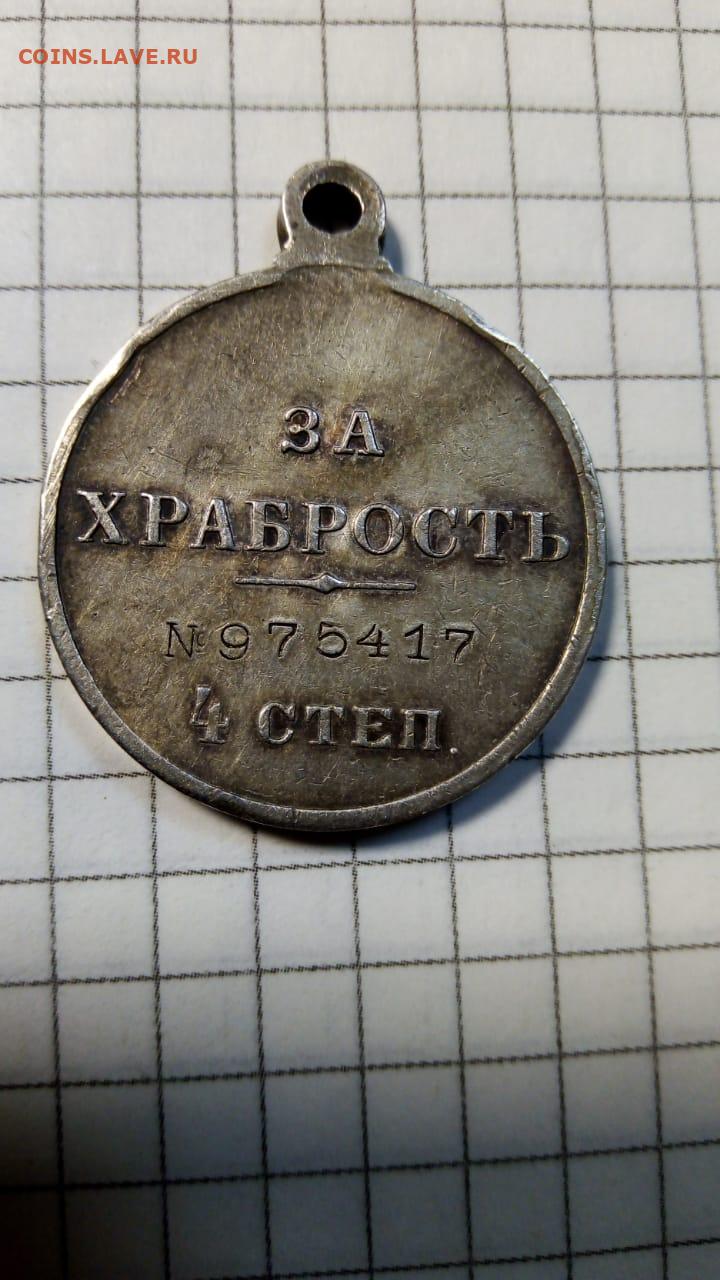 COINS.LAVE.RU
ЗА
ХРАБРОСТЬ
№975417
4 СТЕП.